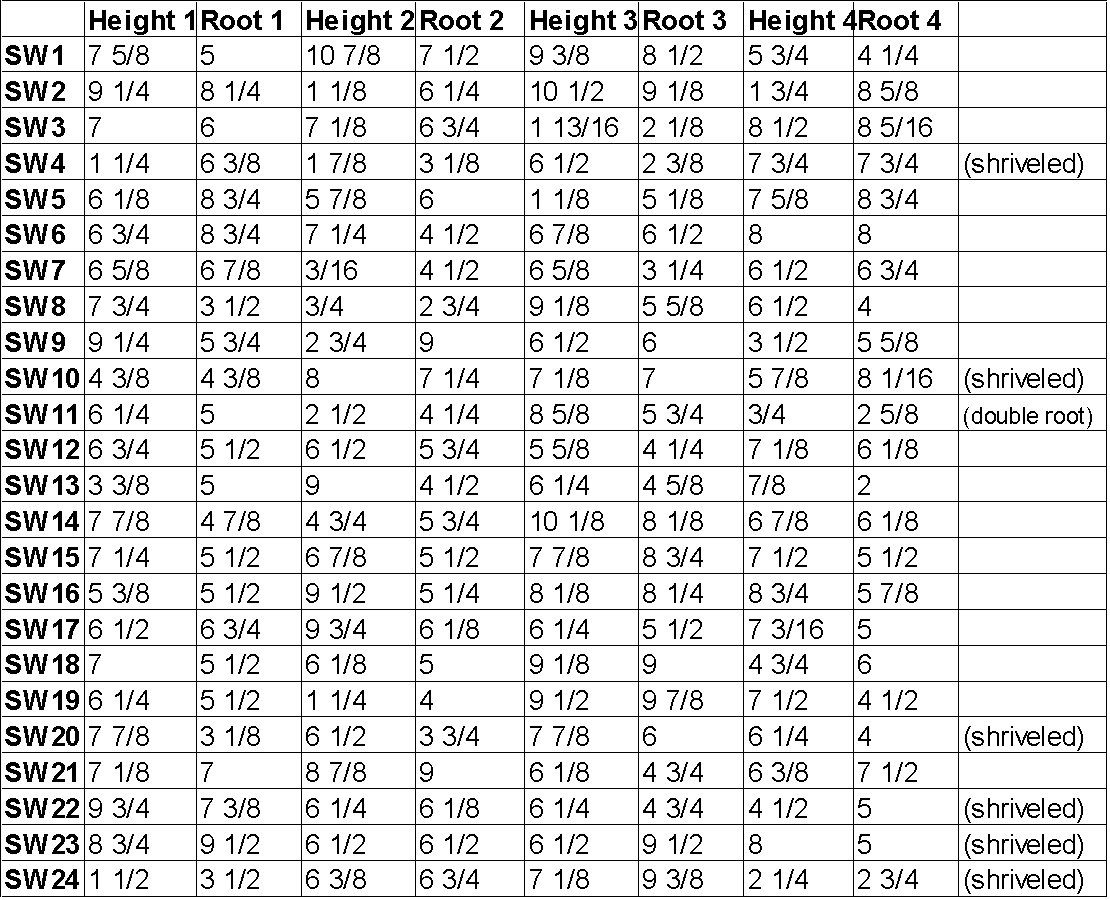 Height 1 Root 1 Height 2 Root 2 Height 3 Root 3 Height 4 Root 4
SW1 7 5/8 5 10 7/8 7 1/2 9 3/8 8 1/2 5 3/4 4 1/4
SW2 9 1/4 8 1/4 1 1/8 6 1/4 10 1/2 9 1/8 1 3/4 8 5/8
SW3 7 6 7 1/8 6 3/4 1 13/16 2 1/8 8 1/2 8 5/16
SW4 1 1/4 6 3/8 1 7/8 3 1/8 6 1/2 2 3/8 7 3/4 7 3/4 (shriveled)
SW5 6 1/8 8 3/4 5 7/8 6 1 1/8 5 1/8 7 5/8 8 3/4
SW6 6 3/4 8 3/4 7 1/4 4 1/2 6 7/8 6 1/2 8 8
SW7 6 5/8 6 7/8 3/16 4 1/2 6 5/8 3 1/4 6 1/2 6 3/4
SW8 7 3/4 3 1/2 3/4 2 3/4 9 1/8 5 5/8 6 1/2 4
SW9 9 1/4 5 3/4 2 3/4 9 6 1/2 6 3 1/2 5 5/8
SW10 4 3/8 4 3/8 8 7 1/4 7 1/8 7 5 7/8 8 1/16 (shriveled)
SW11 6 1/4 5 2 1/2 4 1/4 8 5/8 5 3/4 3/4 2 5/8 (double root)
SW12 6 3/4 5 1/2 6 1/2 5 3/4 5 5/8 4 1/4 7 1/8 6 1/8
SW13 3 3/8 5 9 4 1/2 6 1/4 4 5/8 7/8 2
SW14 7 7/8 4 7/8 4 3/4 5 3/4 10 1/8 8 1/8 6 7/8 6 1/8
SW15 7 1/4 5 1/2 6 7/8 5 1/2 7 7/8 8 3/4 7 1/2 5 1/2
SW16 5 3/8 5 1/2 9 1/2 5 1/4 8 1/8 8 1/4 8 3/4 5 7/8
SW17 6 1/2 6 3/4 9 3/4 6 1/8 6 1/4 5 1/2 7 3/16 5
SW18 7 5 1/2 6 1/8 5 9 1/8 9 4 3/4 6
SW19 6 1/4 5 1/2 1 1/4 4 9 1/2 9 7/8 7 1/2 4 1/2
SW20 7 7/8 3 1/8 6 1/2 3 3/4 7 7/8 6 6 1/4 4 (shriveled)
SW21 7 1/8 7 8 7/8 9 6 1/8 4 3/4 6 3/8 7 1/2
SW22 9 3/4 7 3/8 6 1/4 6 1/8 6 1/4 4 3/4 4 1/2 5 (shriveled)
SW23 8 3/4 9 1/2 6 1/2 6 1/2 6 1/2 9 1/2 8 5 (shriveled)
SW24 1 1/2 3 1/2 6 3/8 6 3/4 7 1/8 9 3/8 2 1/4 2 3/4 (shriveled)